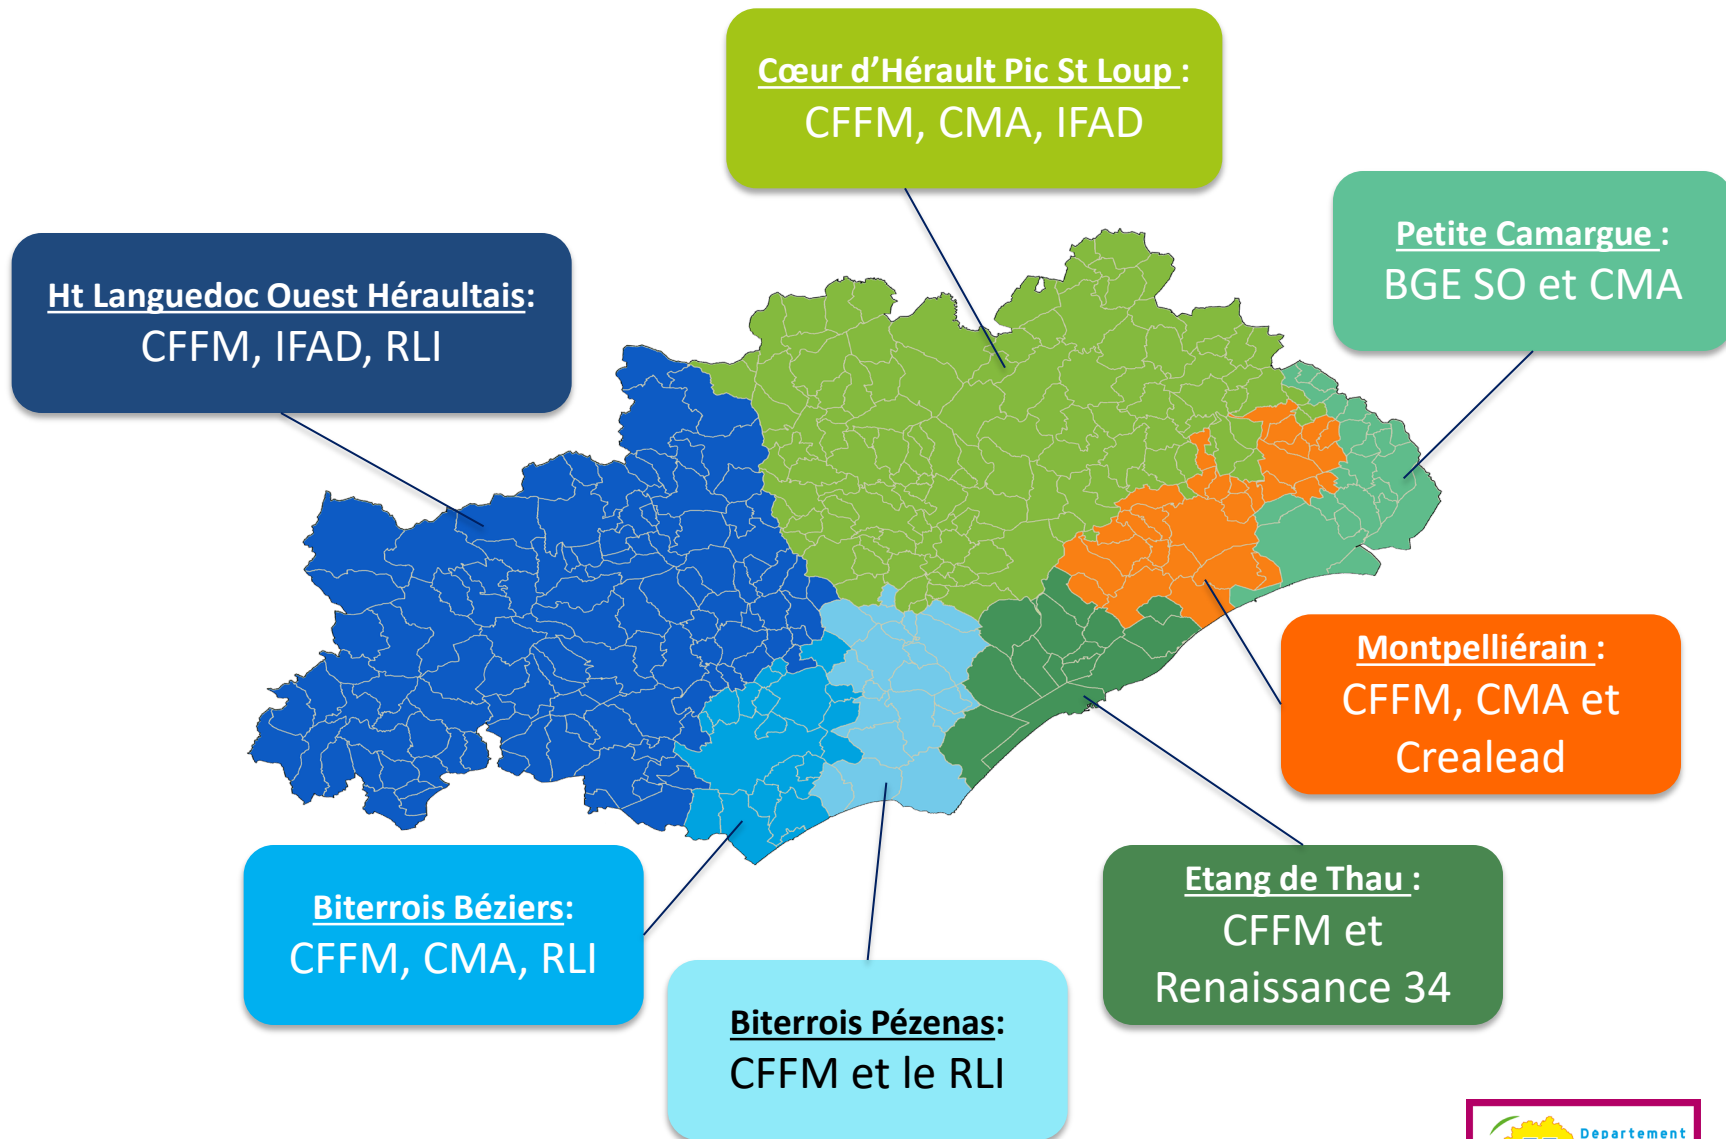 Cœur d’Hérault Pic St Loup :
CFFM, CMA, IFAD
Petite Camargue :
BGE SO et CMA
Ht Languedoc Ouest Héraultais:
CFFM, IFAD, RLI
Montpelliérain :
CFFM, CMA et
Crealead
Etang de Thau :
CFFM et
Renaissance 34
Biterrois Béziers:
CFFM, CMA, RLI
Biterrois Pézenas:
CFFM et le RLI
Département